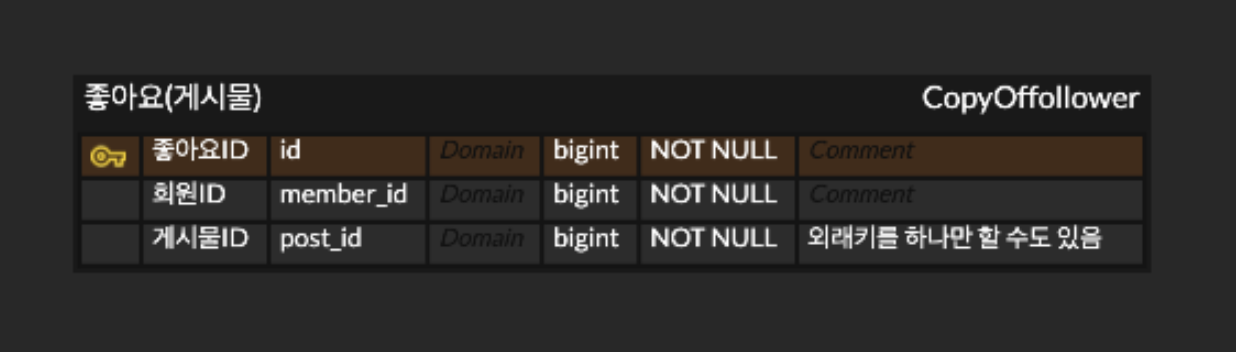 좋아요(게시물) CopyOffollower
좋아요ID id Domain bigint NOT NULL Comment
회원ID member_id Domain bigint NOT NULL Comment
게시물ID post_id Domain bigint NOT NULL 외래키를 하나만 할 수도 있음